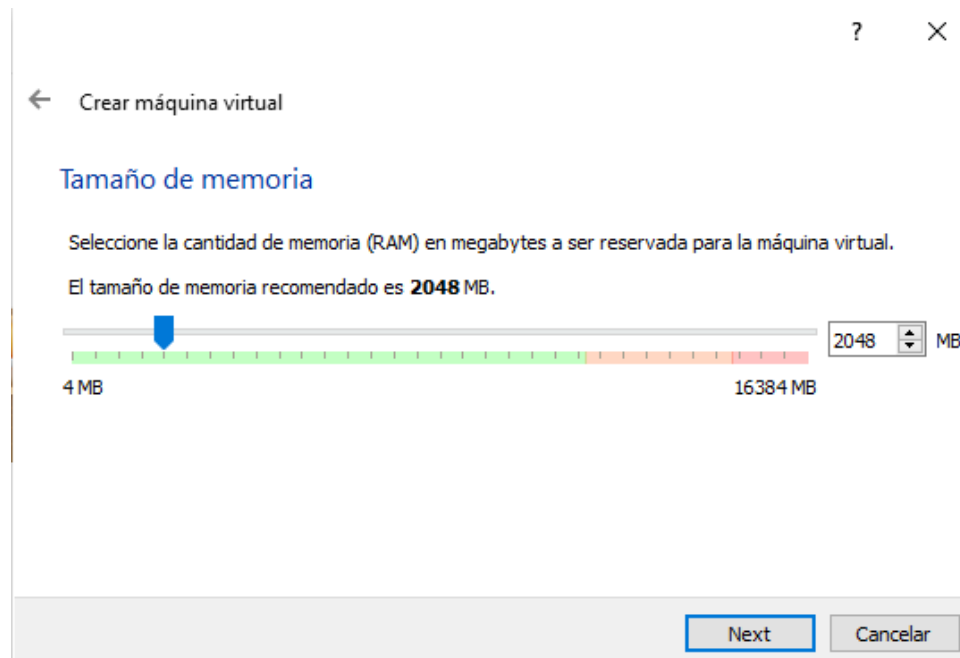 ?
Crear máquina virtual
Tamaño de memoria
Seleccione la cantidad de memoria (RAM) en megabytes a ser reservada para la máquina virtual.
El tamaño de memoria recomendado es 2048 MB.
2048 MB
4 MB 16384 MB
Next Cancelar